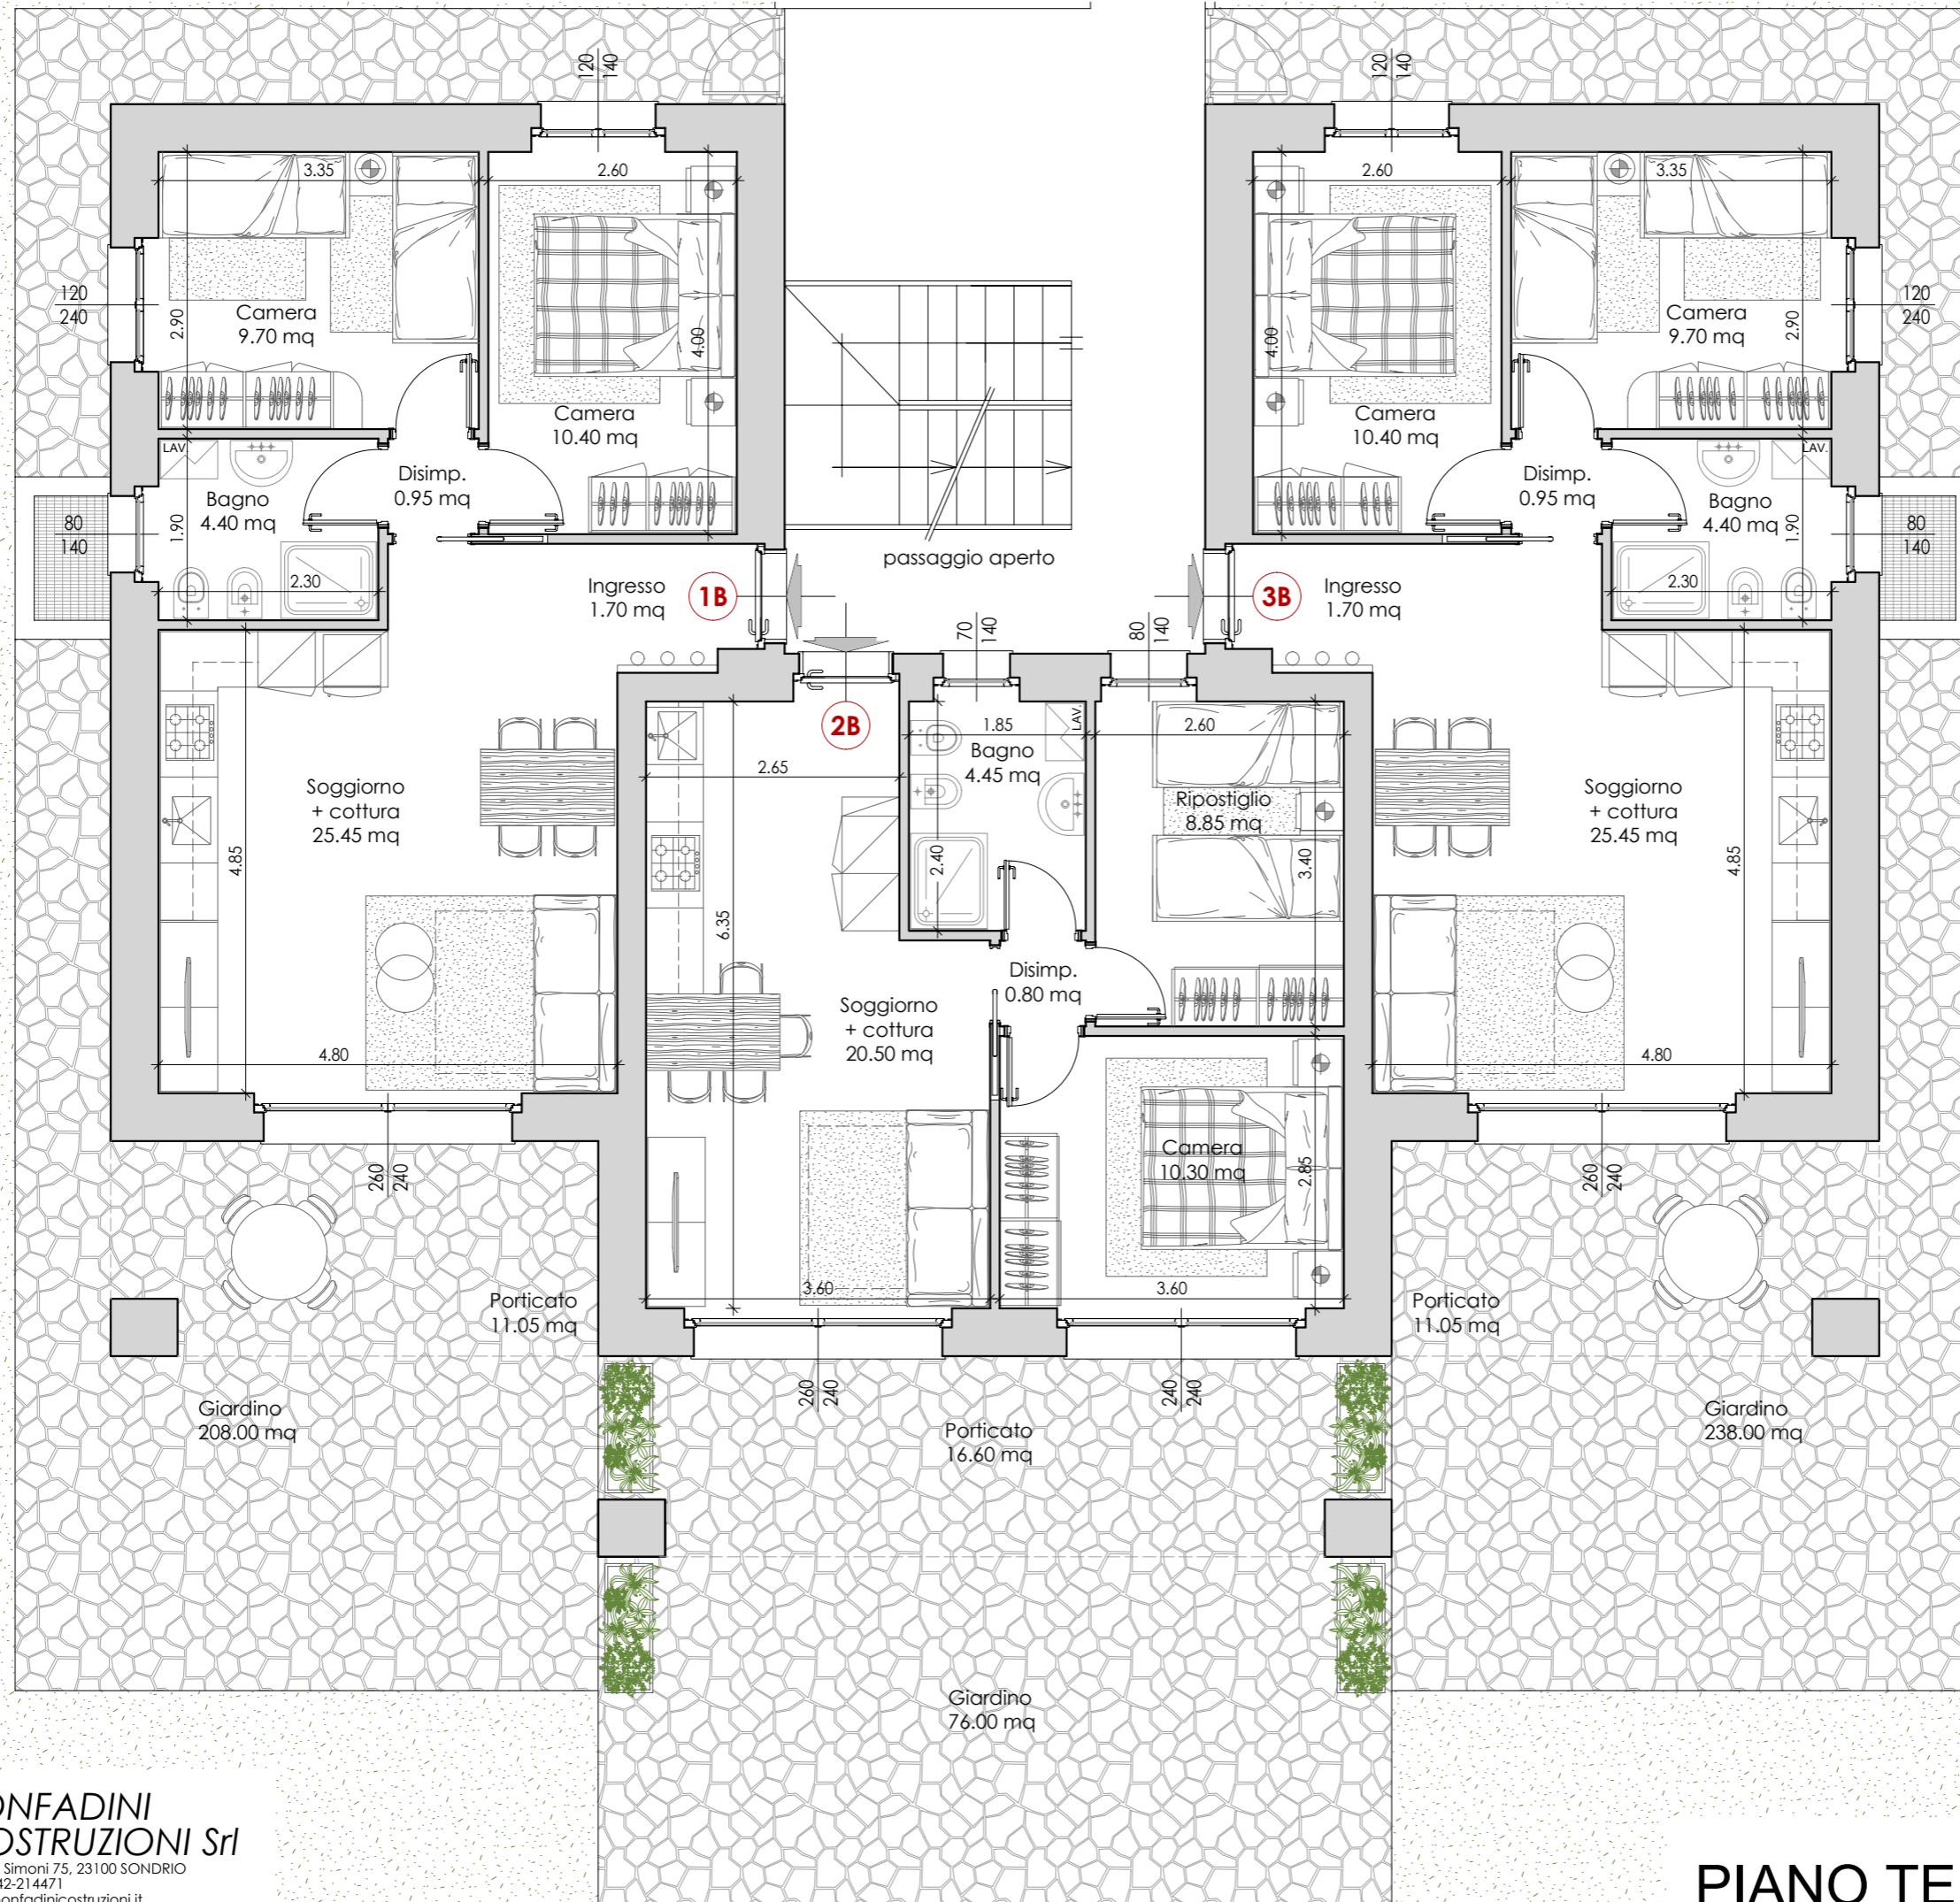 120
140
120
140
3.35
2.60
2.60
3.35
120
240
Camera
9.70 mq
2.90
4.00
Camera
10.40 mq
4.00
Camera
10.40 mq
Camera
9.70 mq
2.90
120
240
LAV.
Bagno
4.40 mq
1.90
2.30
80
140
Disimp.
0.95 mq
Disimp.
0.95 mq
LAV.
Bagno
4.40 mq
1.90
2.30
80
140
passaggio aperto
Ingresso
1.70 mq
1B
3B
Ingresso
1.70 mq
70
140
80
140
2B
1.85
LAV.
Bagno
4.45 mq
2.40
2.60
2.65
Ripostiglio
8.85 mq
3.40
Soggiorno
+ cottura
25.45 mq
4.85
Soggiorno
+ cottura
25.45 mq
4.85
6.35
Disimp.
0.80 mq
Soggiorno
+ cottura
20.50 mq
4.80
4.80
Camera
10.30 mq
2.85
260
240
260
240
3.60
3.60
Porticato
11.05 mq
Porticato
11.05 mq
260
240
240
240
Giardino
208.00 mq
Porticato
16.60 mq
Giardino
238.00 mq
Giardino
76.00 mq
ONFADINI
OSTRUZIONI Srl
Simoni 75, 23100 SONDRIO
42-214471
onfadinicostruzioni.it
PIANO TE